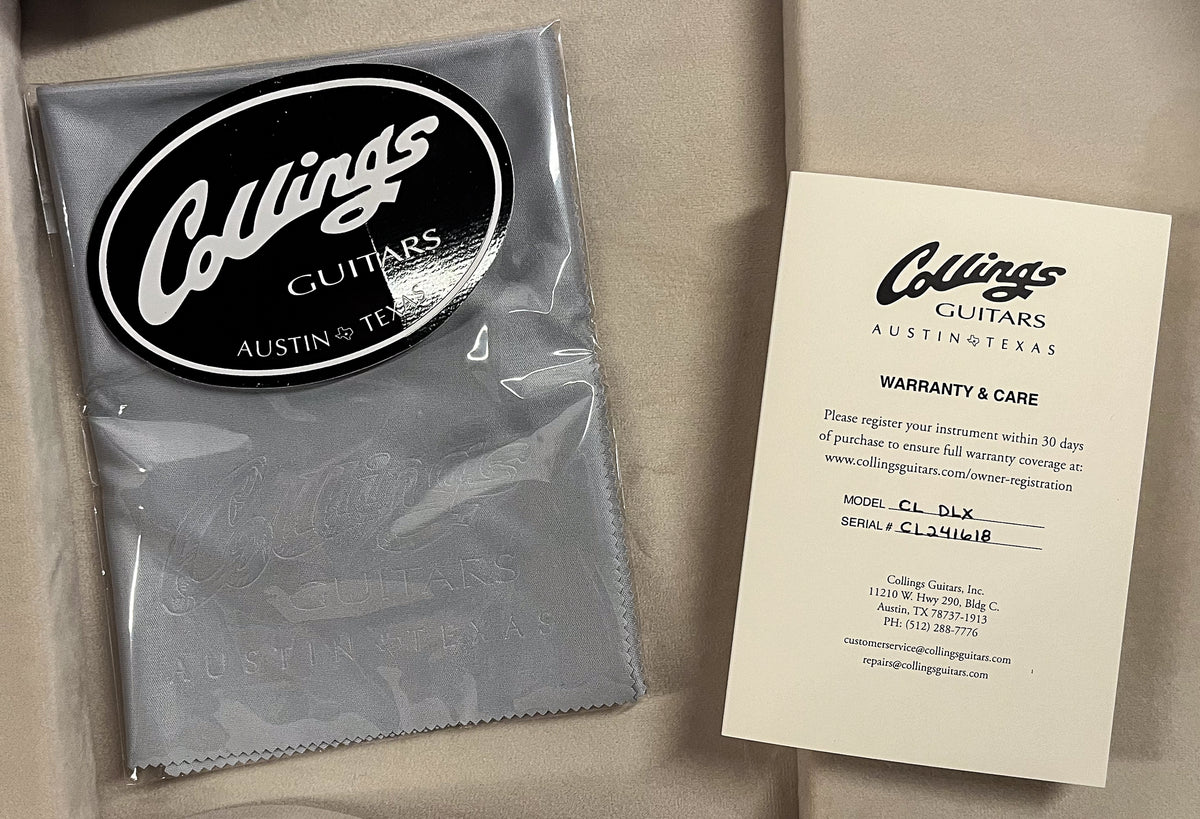 Collings
GUITARS
AUSTIN TEXAS
Collings
GUITARS
AUSTIN TEXAS
Collings
GUITARS
AUSTIN TEXAS
WARRANTY & CARE
Please register your instrument within 30 days
of purchase to ensure full warranty coverage at:
www.collingsguitars.com/owner-registration
MODEL CL DLX
SERIAL # CL241618
Collings Guitars, Inc.
11210 W. Hwy 290, Bldg C.
Austin, TX 78737-1913
PH: (512) 288-7776
customerservice@collingsguitars.com
repairs@collingsguitars.com